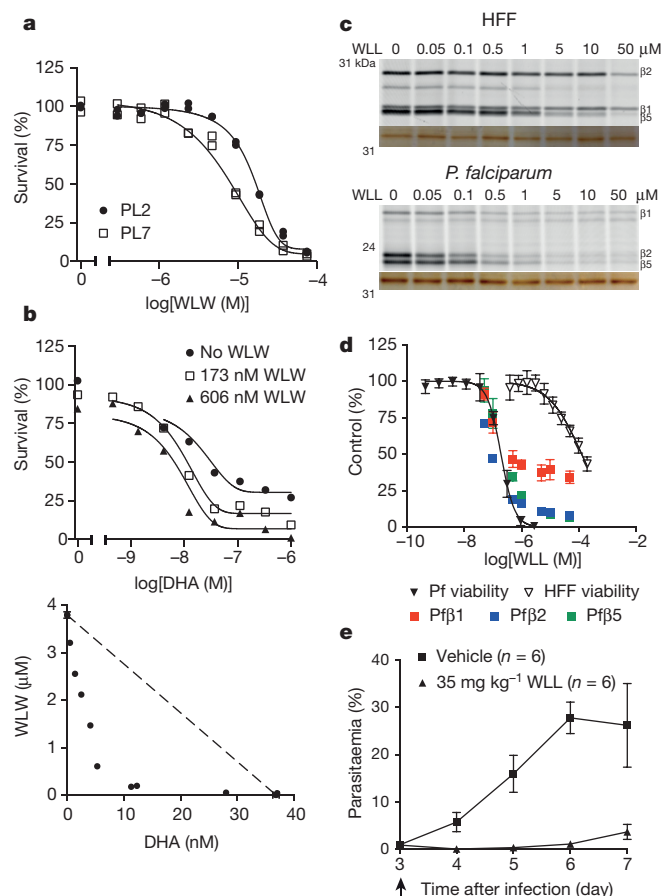 a
125
100
75
50
25
0
Survival (%)
PL2
PL7
−6
−5
−4
log[WLW (M)]
b
125
100
75
50
25
0
Survival (%)
No WLW
173 nM WLW
606 nM WLW
0
−9
−8
−7
−6
log[DHA (M)]
4
3
2
1
0
WLW (μM)
0
10
20
30
40
DHA (nM)
c
HFF
WLL 0 0.05 0.1 0.5 1 5 10 50 μM
31 kDa
β2
β1
β5
31
P. falciparum
WLL 0 0.05 0.1 0.5 1 5 10 50 μM
β1
24
β2
β5
31
d
125
100
75
50
25
0
Control (%)
−10
−8
−6
−4
−2
log[WLL (M)]
Pf viability
HFF viability
Pfβ1
Pfβ2
Pfβ5
e
40
30
20
10
0
Parasitaemia (%)
Vehicle (n = 6)
35 mg kg−1 WLL (n = 6)
3
4
5
6
7
Time after infection (day)